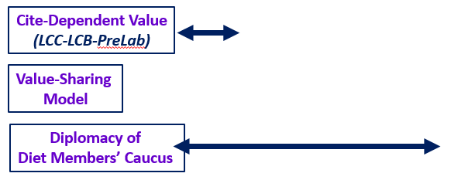 Cite-Dependent Value
(LCC-LCB-PreLab)
Value-Sharing
Model
Diplomacy of
Diet Members' Caucus